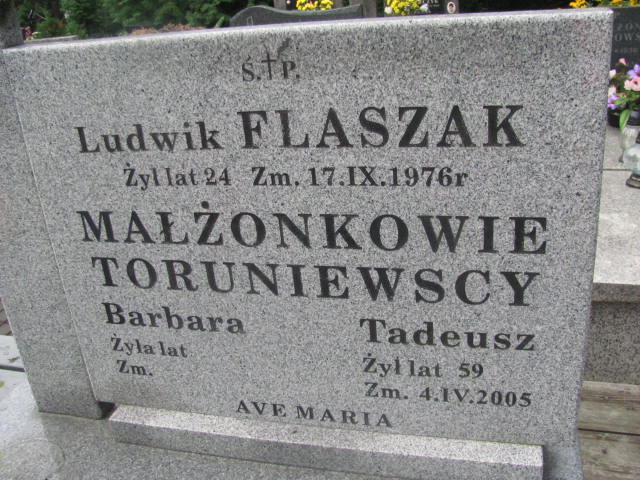 Ś.†P.
Ludwik FLASZAK
Żył lat 24 Zm. 17.IX.1976r
MAŁŻONKOWIE
TORUNIEWSCY
Barbara
Żyła lat
Zm.
Tadeusz
Żył lat 59
Zm. 4.IV.2005
AVE MARIA